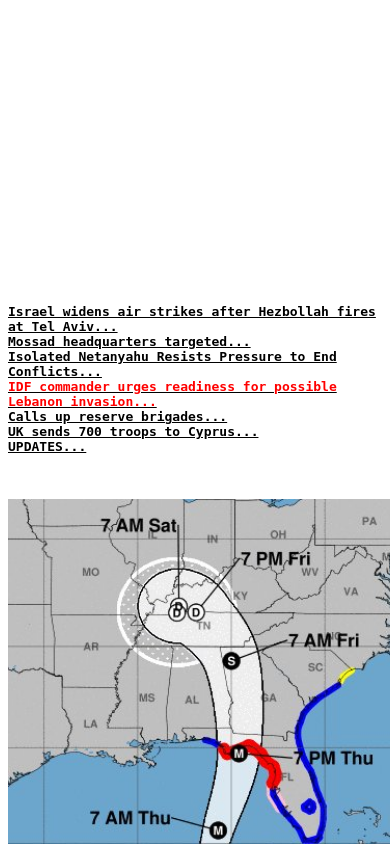 Israel widens air strikes after Hezbollah fires
at Tel Aviv...
Mossad headquarters targeted...
Isolated Netanyahu Resists Pressure to End
Conflicts...
IDF commander urges readiness for possible
Lebanon invasion...
Calls up reserve brigades...
UK sends 700 troops to Cyprus...
UPDATES...
PA
7 AM Sat
IL
IN
OH
7 PM Fri
MO
KY
WV
VA
D
D
D
TN
7 AM Fri
AR
S
SC
MS
AL
GA
LA
M
7 PM Thu
FL
7 AM Thu
M